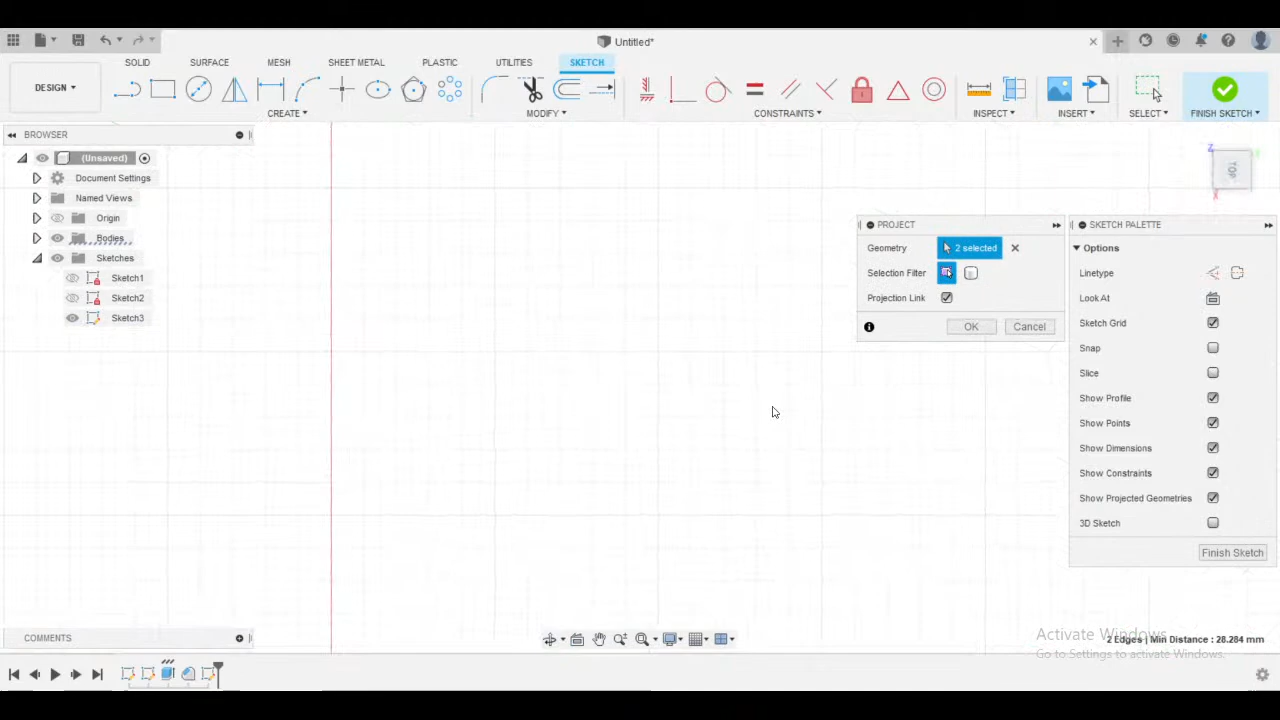 Untitled*
SOLID SURFACE MESH SHEET METAL PLASTIC UTILITIES SKETCH
DESIGN
CREATE MODIFY CONSTRAINTS INSPECT INSERT SELECT FINISH SKETCH
BROWSER
(Unsaved)
Document Settings
Named Views
Origin
Bodies
Sketches
Sketch1
Sketch2
Sketch3
Z
TOP
X
PROJECT
Geometry 2 selected
Selection Filter
Projection Link
OK Cancel
SKETCH PALETTE
Options
Linetype
Look At
Sketch Grid
Snap
Slice
Show Profile
Show Points
Show Dimensions
Show Constraints
Show Projected Geometries
3D Sketch
Finish Sketch
COMMENTS
Activate Windows
2 Edges | Min Distance : 28.284 mm
Go to Settings to activate Windows.